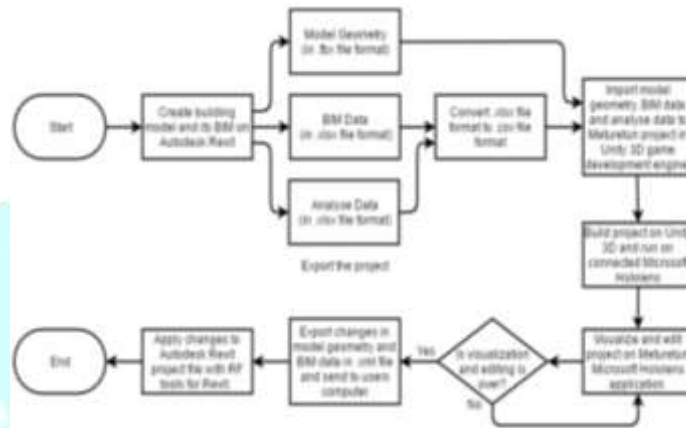 Start
Create building
model and its BIM on
Autodesk Revit
Model Geometry
(in .fbx file format)
BIM Data
(in .xlsx file format)
Analyse Data
(in .xlsx file format)
Export the project
Convert .xlsx file
format to .csv file
format
Import model
geometry, BIM data
and analyse data to
project in
Unity 3D game
development engine
Build project on Unity
3D and run on
connected Microsoft
Hololens
Visualize and edit
project on
Microsoft Hololens
application
Is visualization
and editing is
over?
Yes
No
Export changes in
model geometry and
BIM data in .xml file
and send to users
computer
Apply changes to
Autodesk Revit
project file with RF
tools for Revit
End